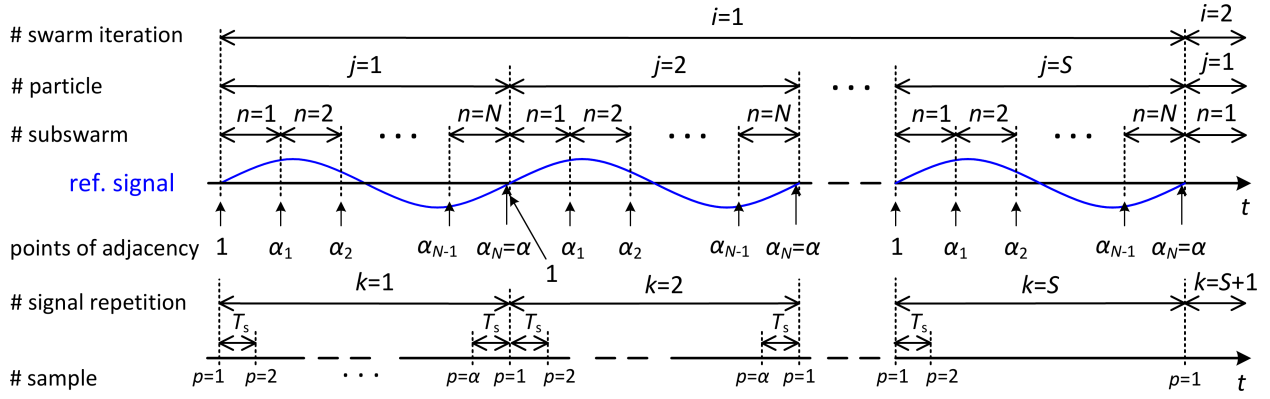 # swarm iteration i=1 i=2
# particle j=1 j=2 ... j=S j=1
# subswarm n=1 n=2 ... n=N n=1 n=2 ... n=N n=1 n=2 ... n=N n=1
ref. signal t
points of adjacency 1 α1 α2 αN-1 αN=α α1 α2 αN-1 αN=α 1 α1 α2 αN-1 αN=α
1
# signal repetition k=1 k=2 k=S k=S+1
Ts Ts Ts Ts Ts
# sample p=1 p=2 ... p=α p=1 p=2 p=α p=1 p=1 p=2 p=1 t